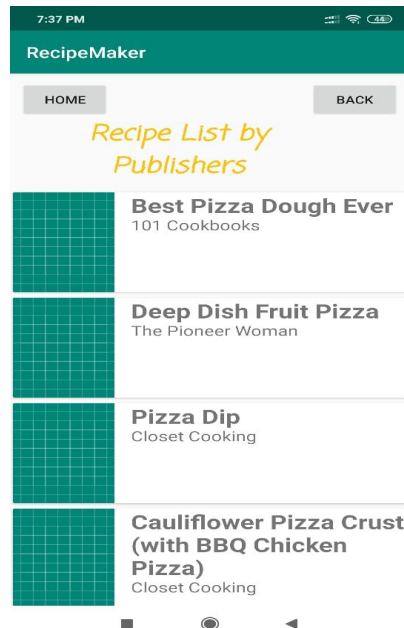 7:37 PM
44
RecipeMaker
HOME
BACK
Recipe List by
Publishers
Best Pizza Dough Ever
101 Cookbooks
Deep Dish Fruit Pizza
The Pioneer Woman
Pizza Dip
Closet Cooking
Cauliflower Pizza Crust
(with BBQ Chicken
Pizza)
Closet Cooking